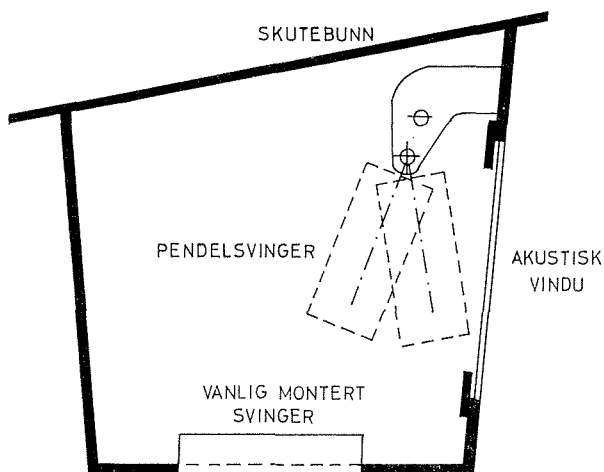 SKUTEBUNN
PENDELSVINGER
AKUSTISK
VINDU
VANLIG MONTERT
SVINGER